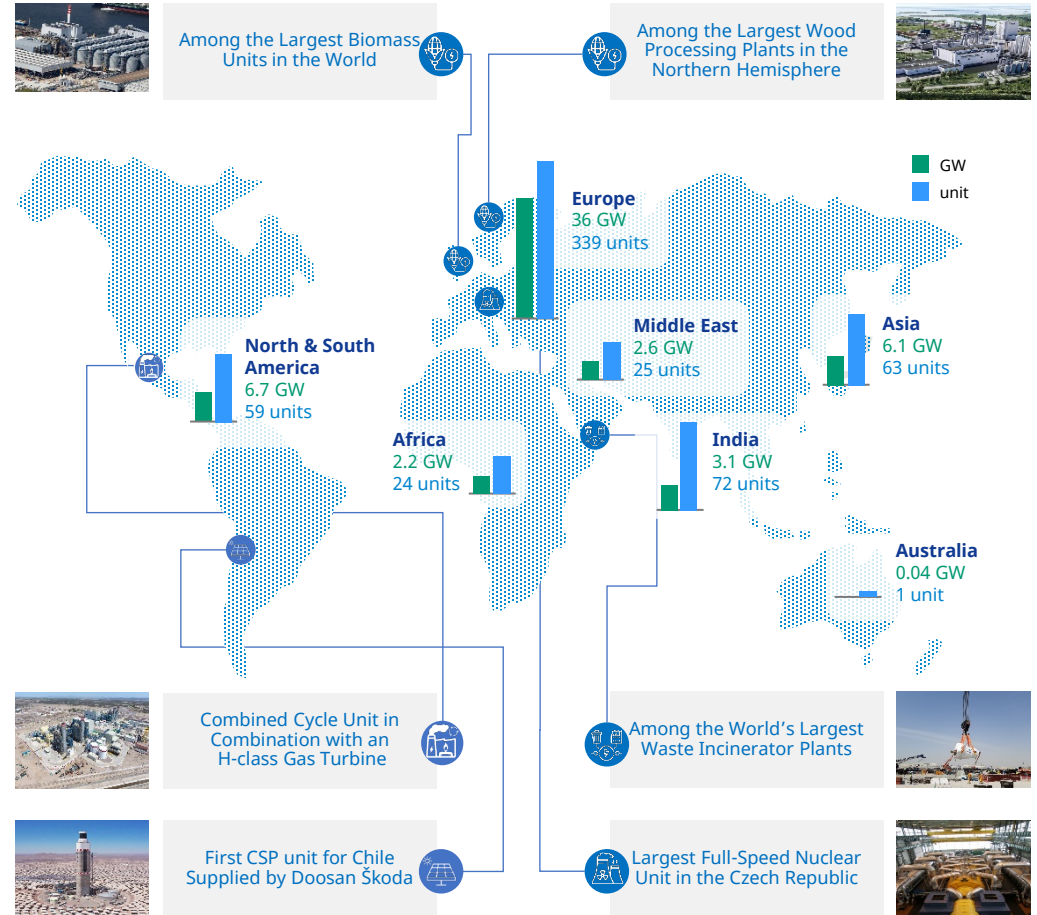 Among the Largest Biomass
Units in the World
Among the Largest Wood
Processing Plants in the
Northern Hemisphere
GW
unit
Europe
36 GW
339 units
Middle East
2.6 GW
25 units
Asia
6.1 GW
63 units
North & South
America
6.7 GW
59 units
Africa
2.2 GW
24 units
India
3.1 GW
72 units
Australia
0.04 GW
1 unit
Combined Cycle Unit in
Combination with an
H-class Gas Turbine
Among the World’s Largest
Waste Incinerator Plants
First CSP unit for Chile
Supplied by Doosan Škoda
Largest Full-Speed Nuclear
Unit in the Czech Republic